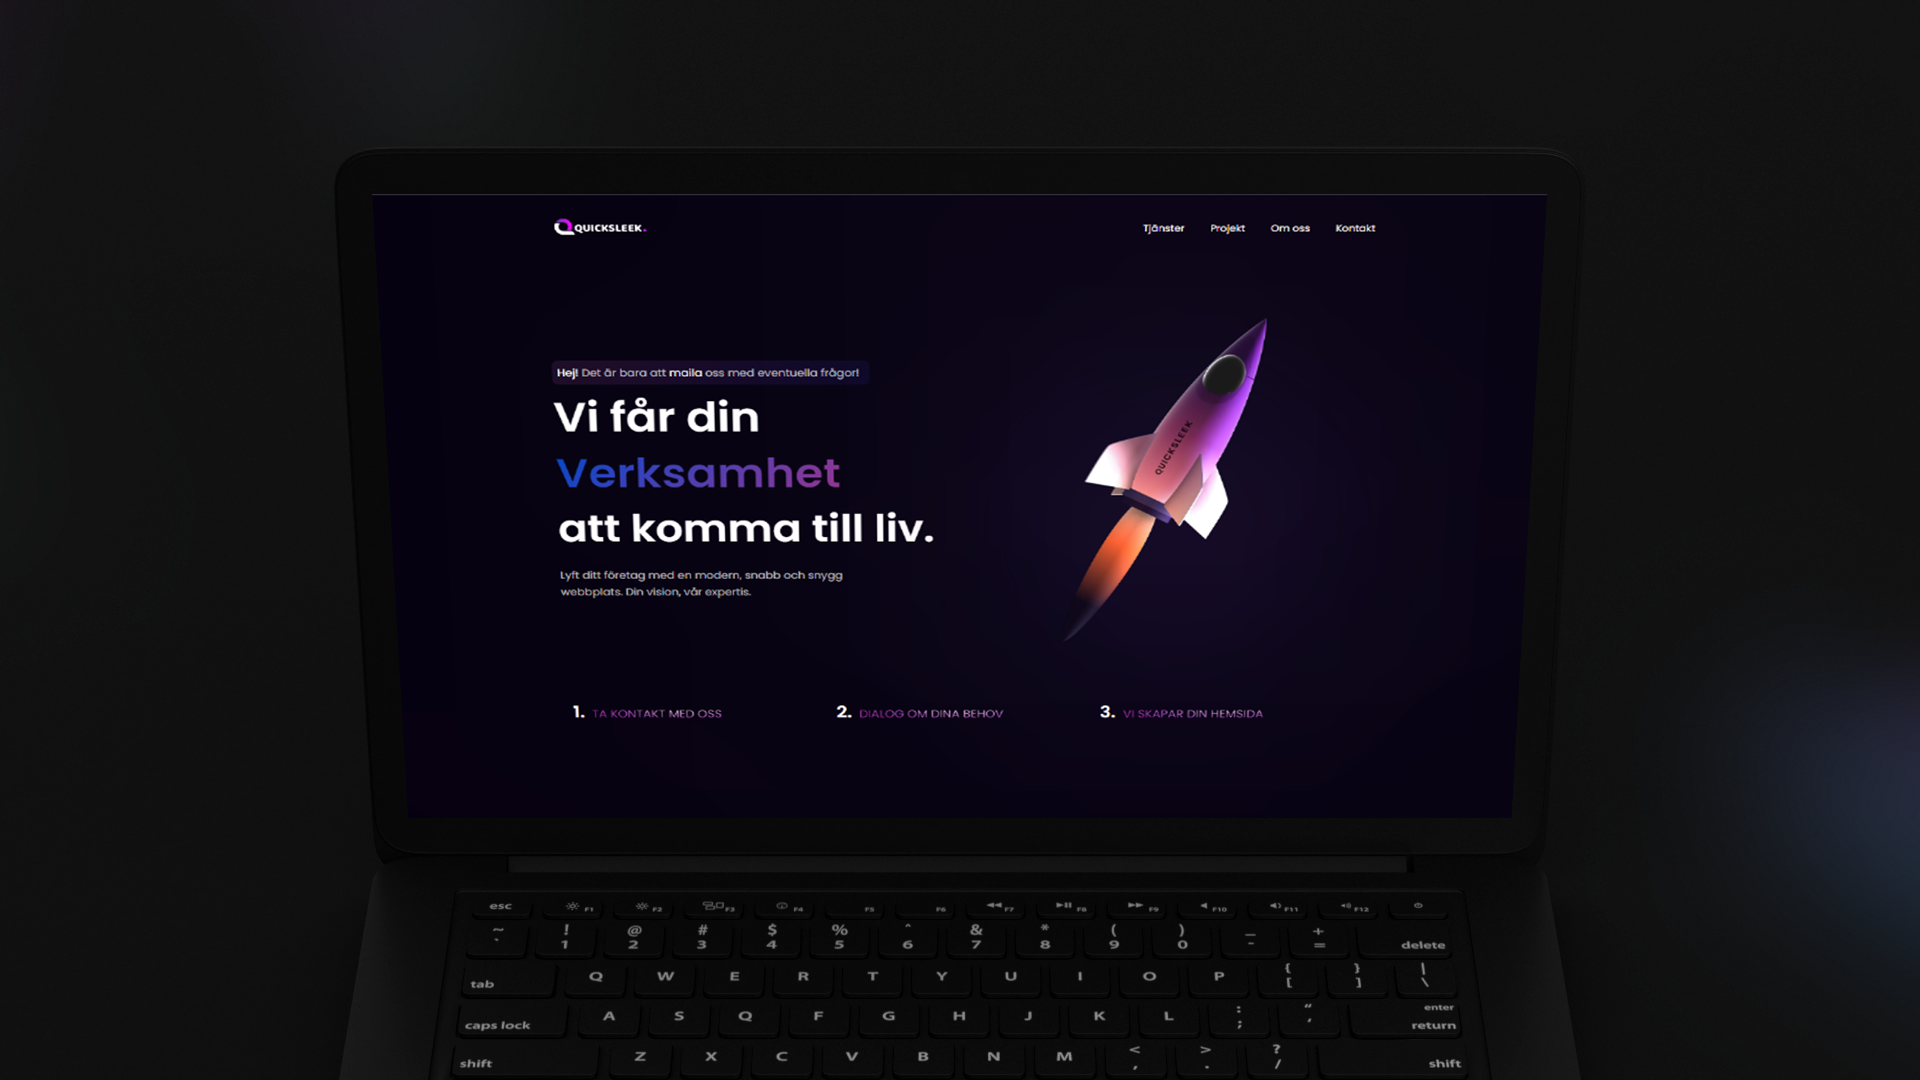 QUICKSLEEK.
Tjänster Projekt Om oss Kontakt
Hej! Det är bara att maila oss med eventuella frågor!
Vi får din
Verksamhet
att komma till liv.
Lyft ditt företag med en modern, snabb och snygg
webbplats. Din vision, vår expertis.
QUICKSLEEK
1. TA KONTAKT MED OSS
2. DIALOG OM DINA BEHOV
3. VI SKAPAR DIN HEMSIDA
esc F1 F2 F3 F4 F5 F6 F7 F8 F9 F10 F11 F12
~ ! @ # $ % ^ & * ( ) _ +
` 1 2 3 4 5 6 7 8 9 0 - = delete
tab Q W E R T Y U I O P { [ } ] | \
caps lock A S Q F G H J K L : ; " ' enter return
shift Z X C V B N M < , > . ? / shift